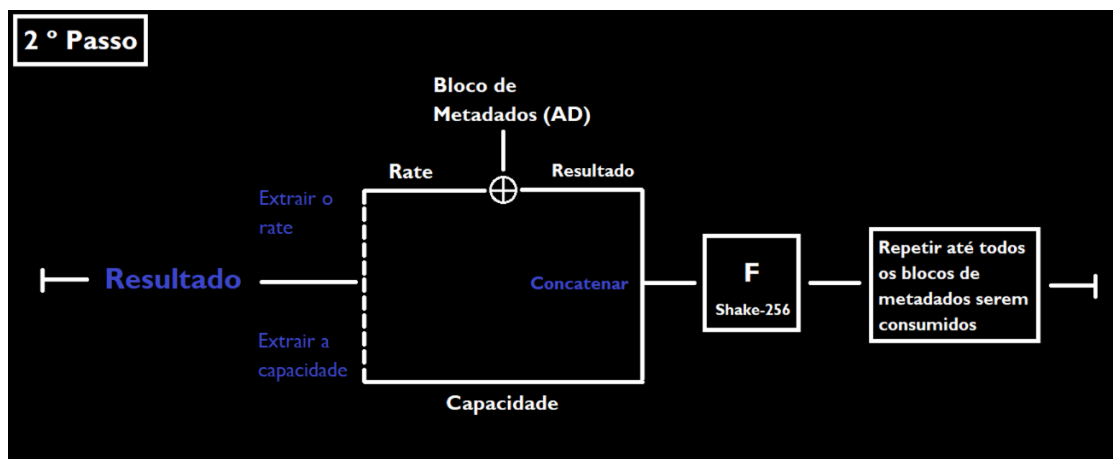 2 º Passo
Bloco de
Metadados (AD)
Rate
Resultado
Extrair o
rate
Resultado
Concatenar
F
Shake-256
Repetir até todos
os blocos de
metadados serem
consumidos
Extrair a
capacidade
Capacidade